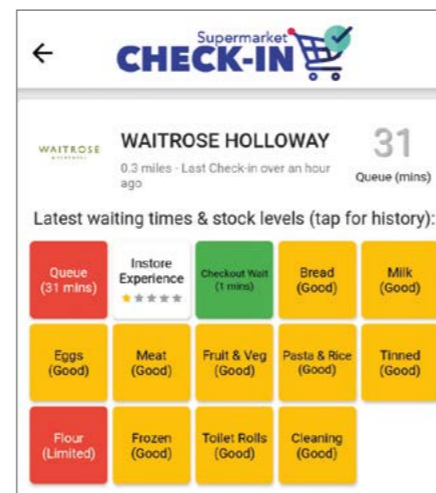 Supermarket
CHECK-IN
WAITROSE
WAITROSE HOLLOWAY
0.3 miles - Last Check-in over an hour
ago
31
Queue (mins)
Latest waiting times & stock levels (tap for history):
Queue
(31 mins)
Instore
Experience
Checkout Wait
(1 mins)
Bread
(Good)
Milk
(Good)
Eggs
(Good)
Meat
(Good)
Fruit & Veg
(Good)
Pasta & Rice
(Good)
Tinned
(Good)
Flour
(Limited)
Frozen
(Good)
Toilet Rolls
(Good)
Cleaning
(Good)